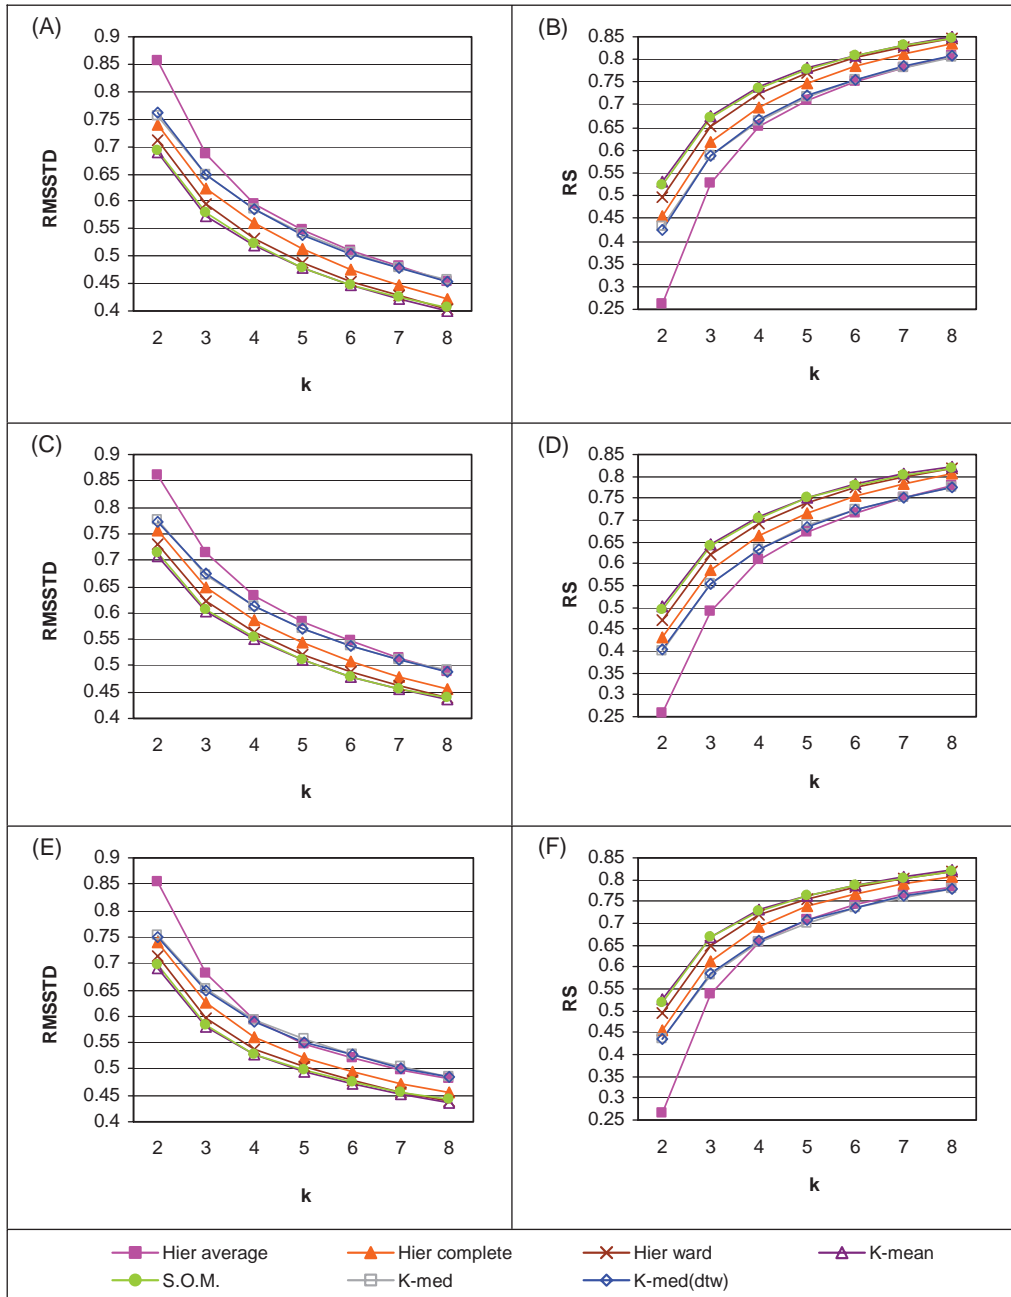 (A)
0.9
0.85
0.8
0.75
0.7
0.65
0.6
0.55
0.5
0.45
0.4
RMSSTD
2 3 4 5 6 7 8
k
(B)
0.85
0.8
0.75
0.7
0.65
0.6
0.55
0.5
0.45
0.4
0.35
0.3
0.25
RS
2 3 4 5 6 7 8
k
(C)
0.9
0.85
0.8
0.75
0.7
0.65
0.6
0.55
0.5
0.45
0.4
RMSSTD
2 3 4 5 6 7 8
k
(D)
0.85
0.8
0.75
0.7
0.65
0.6
0.55
0.5
0.45
0.4
0.35
0.3
0.25
RS
2 3 4 5 6 7 8
k
(E)
0.9
0.85
0.8
0.75
0.7
0.65
0.6
0.55
0.5
0.45
0.4
RMSSTD
2 3 4 5 6 7 8
k
(F)
0.85
0.8
0.75
0.7
0.65
0.6
0.55
0.5
0.45
0.4
0.35
0.3
0.25
RS
2 3 4 5 6 7 8
k
Hier average Hier complete Hier ward K-mean
S.O.M. K-med K-med(dtw)